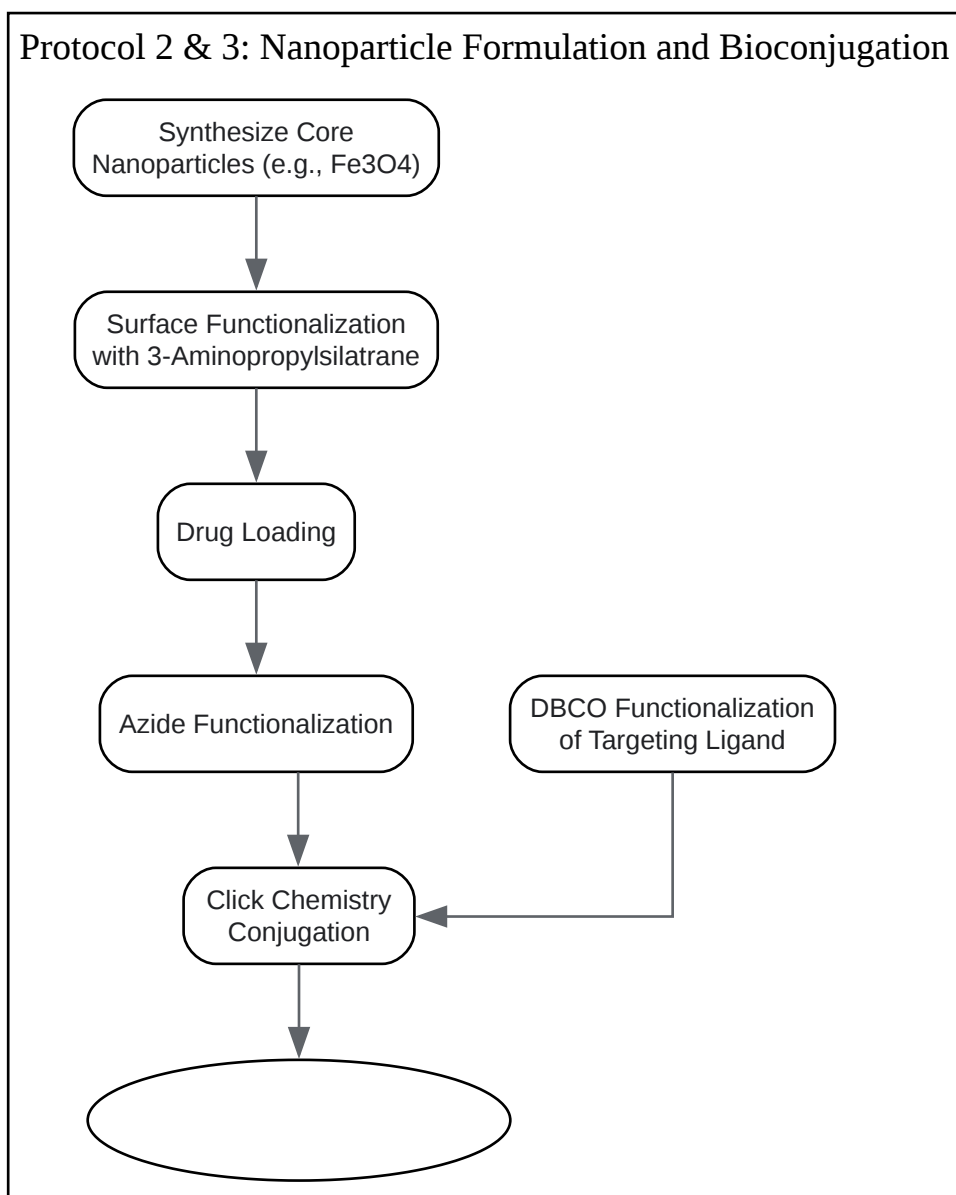 Protocol 2 & 3: Nanoparticle Formulation and Bioconjugation
Synthesize Core
Nanoparticles (e.g., Fe3O4)
Surface Functionalization
with 3-Aminopropylsilatrane
Drug Loading
Azide Functionalization
DBCO Functionalization
of Targeting Ligand
Click Chemistry
Conjugation